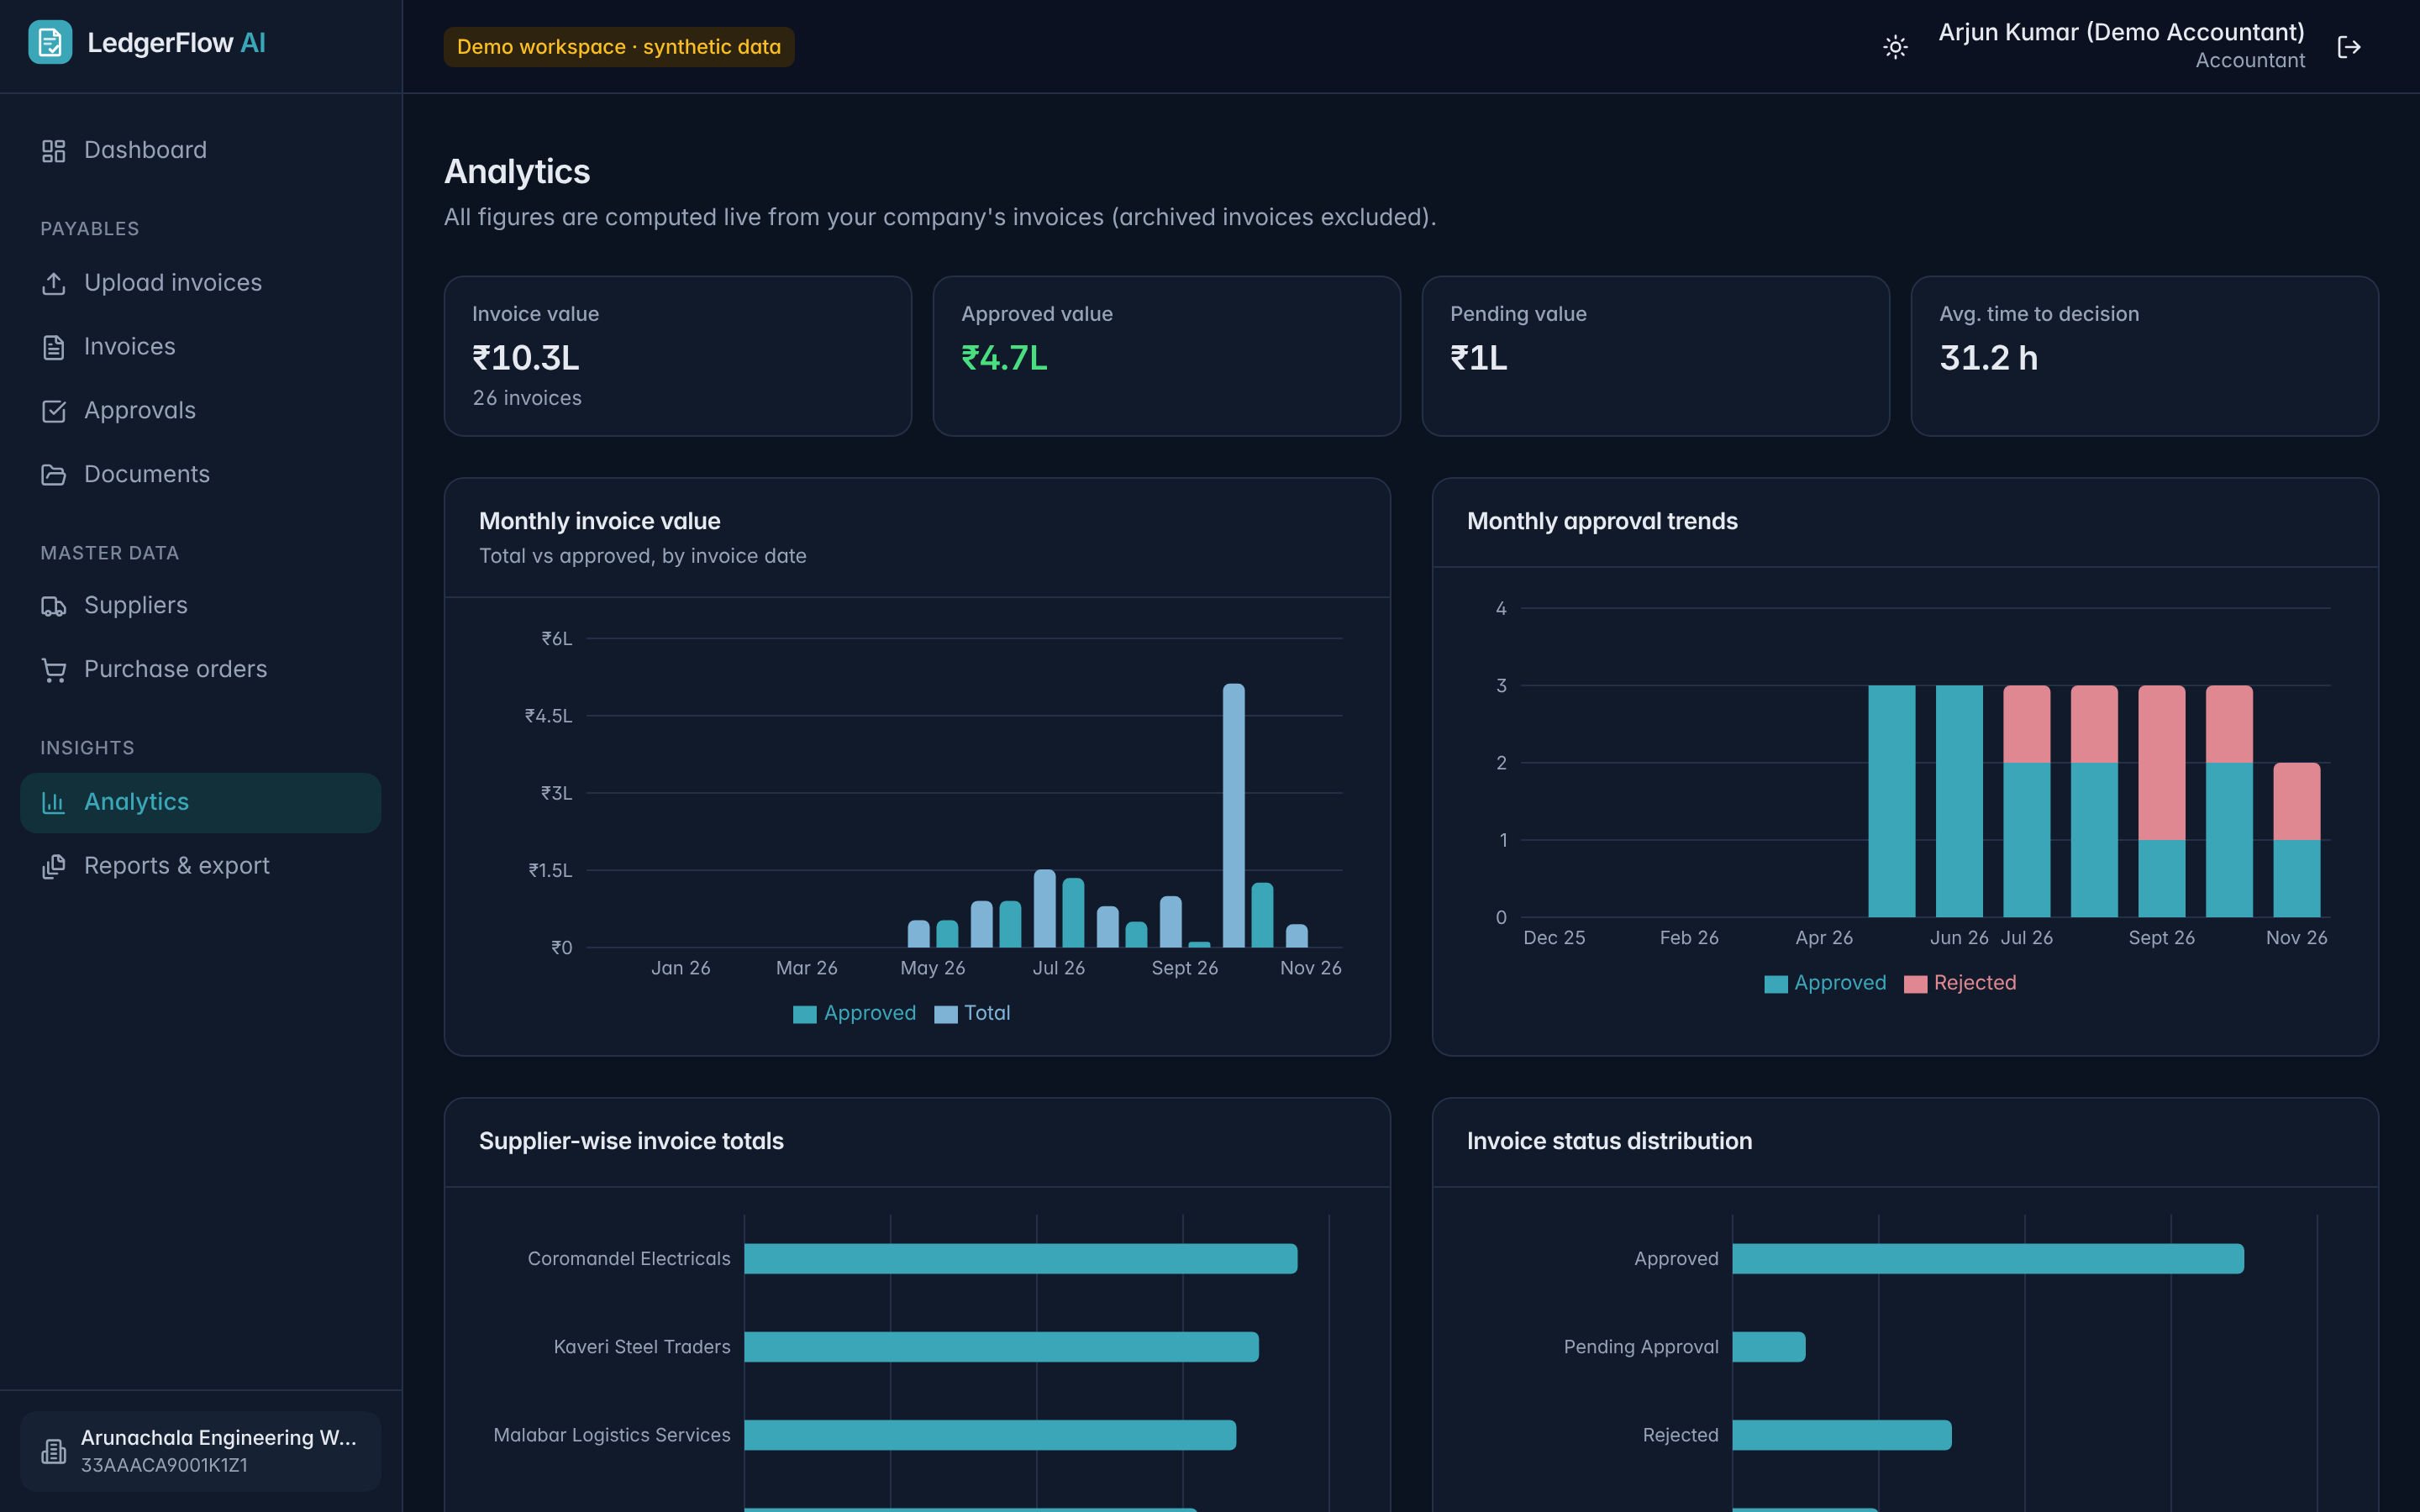 LedgerFlow AI
Demo workspace · synthetic data
Arjun Kumar (Demo Accountant)
Accountant
Dashboard
PAYABLES
Upload invoices
Invoices
Approvals
Documents
MASTER DATA
Suppliers
Purchase orders
INSIGHTS
Analytics
Reports & export
Arunachala Engineering W...
33AAACA9001K1Z1
Analytics
All figures are computed live from your company's invoices (archived invoices excluded).
Invoice value
₹10.3L
26 invoices
Approved value
₹4.7L
Pending value
₹1L
Avg. time to decision
31.2 h
Monthly invoice value
Total vs approved, by invoice date
₹6L
₹4.5L
₹3L
₹1.5L
₹0
Jan 26 Mar 26 May 26 Jul 26 Sept 26 Nov 26
Approved Total
Monthly approval trends
4
3
2
1
0
Dec 25 Feb 26 Apr 26 Jun 26 Jul 26 Sept 26 Nov 26
Approved Rejected
Supplier-wise invoice totals
Coromandel Electricals
Kaveri Steel Traders
Malabar Logistics Services
Invoice status distribution
Approved
Pending Approval
Rejected